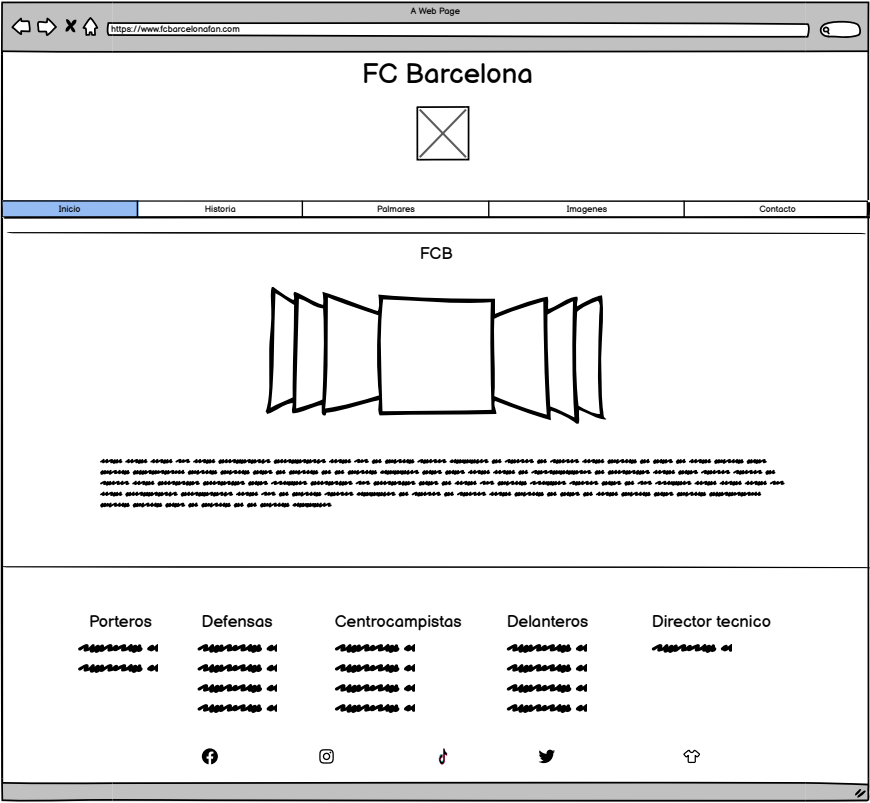 A Web Page
https://www.fcbarcelonafan.com
FC Barcelona
Inicio Historia Palmares Imagenes Contacto
FCB
Porteros Defensas Centrocampistas Delanteros Director tecnico